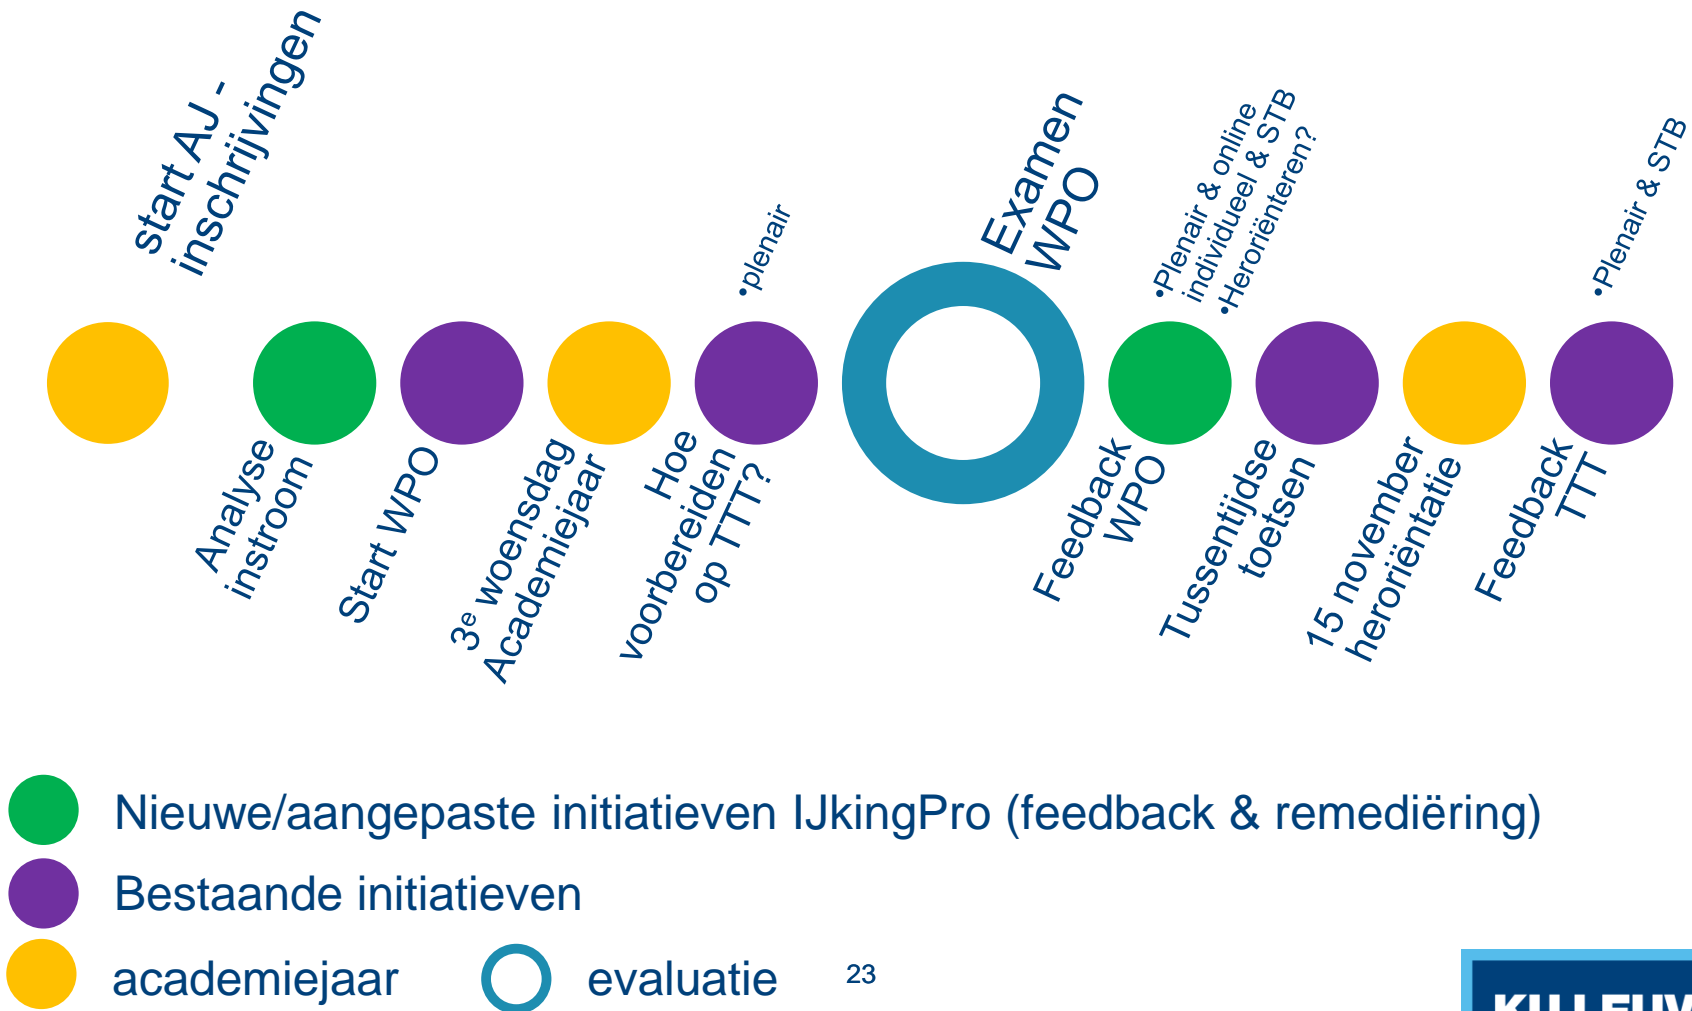 start AJ -
inschrijvingen
Analyse
instroom
Start WPO
3e woensdag
Academiejaar
•plenair
Hoe
voorbereiden
op TTT?
Examen
WPO
•Plenair & online
individueel & STB
•Heroriënteren?
Feedback
WPO
Tussentijdse
toetsen
15 november
heroriëntatie
•Plenair & STB
Feedback
TTT
Nieuwe/aangepaste initiatieven IJkingPro (feedback & remediëring)
Bestaande initiatieven
academiejaar
evaluatie
23
KU LEUV